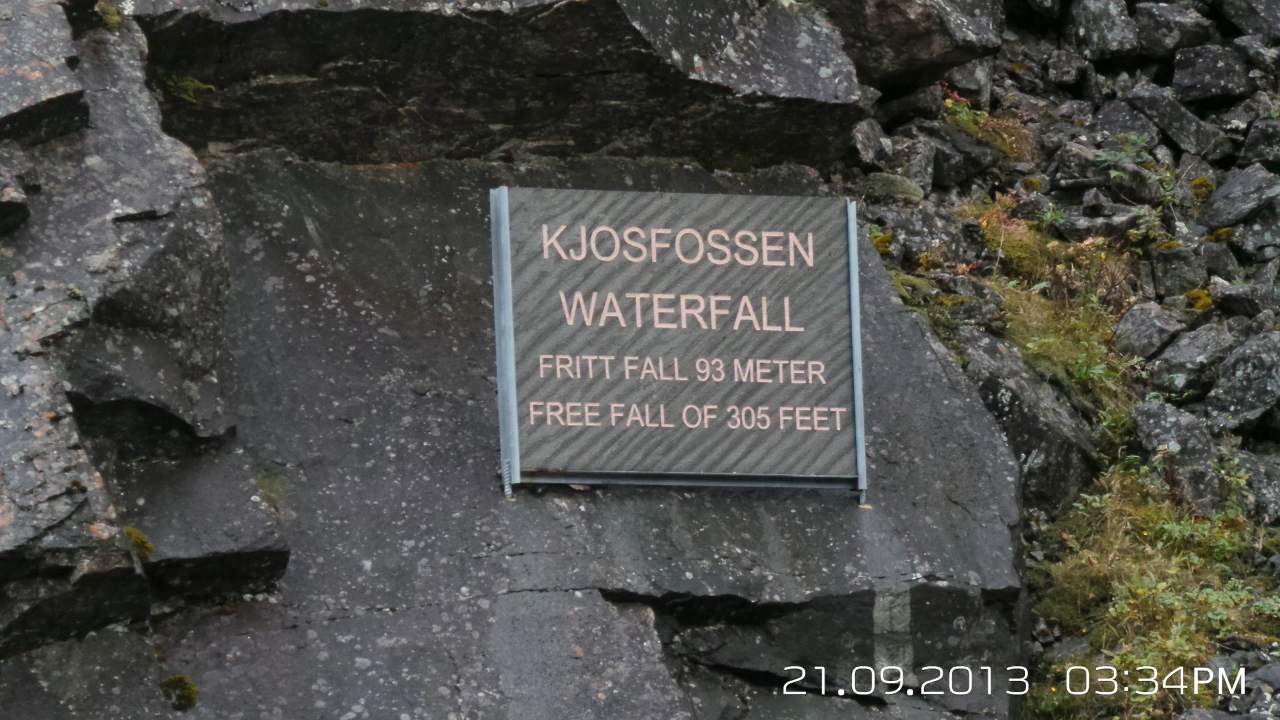 KJOSFOSSEN
WATERFALL
FRITT FALL 93 METER
FREE FALL OF 305 FEET
21.09.2013 03:34PM